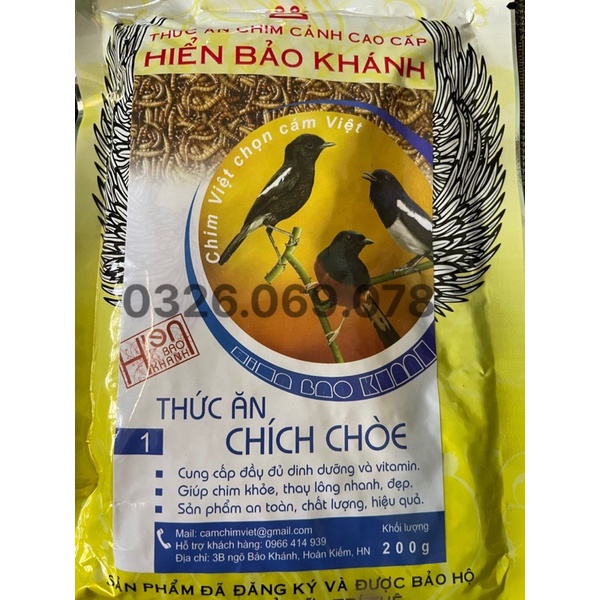 THỨC ĂN CHIM CẢNH CAO CẤP
HIỂN BẢO KHÁNH
Chim Việt chọn cám Việt
0326.069.078
Hiển
BẢO
KHÁNH
THỨC ĂN
1
CHÍCH CHÒE
Cung cấp đầy đủ dinh dưỡng và vitamin.
Giúp chim khỏe, thay lông nhanh, đẹp.
Sản phẩm an toàn, chất lượng, hiệu quả.
Mail: camchimviet@gmail.com
Hỗ trợ khách hàng: 0966 414 939
Địa chỉ: 3B ngõ Bảo Khánh, Hoàn Kiếm, HN
Khối lượng
200g
SẢN PHẨM ĐÃ ĐĂNG KÝ VÀ ĐƯỢC BẢO HỘ